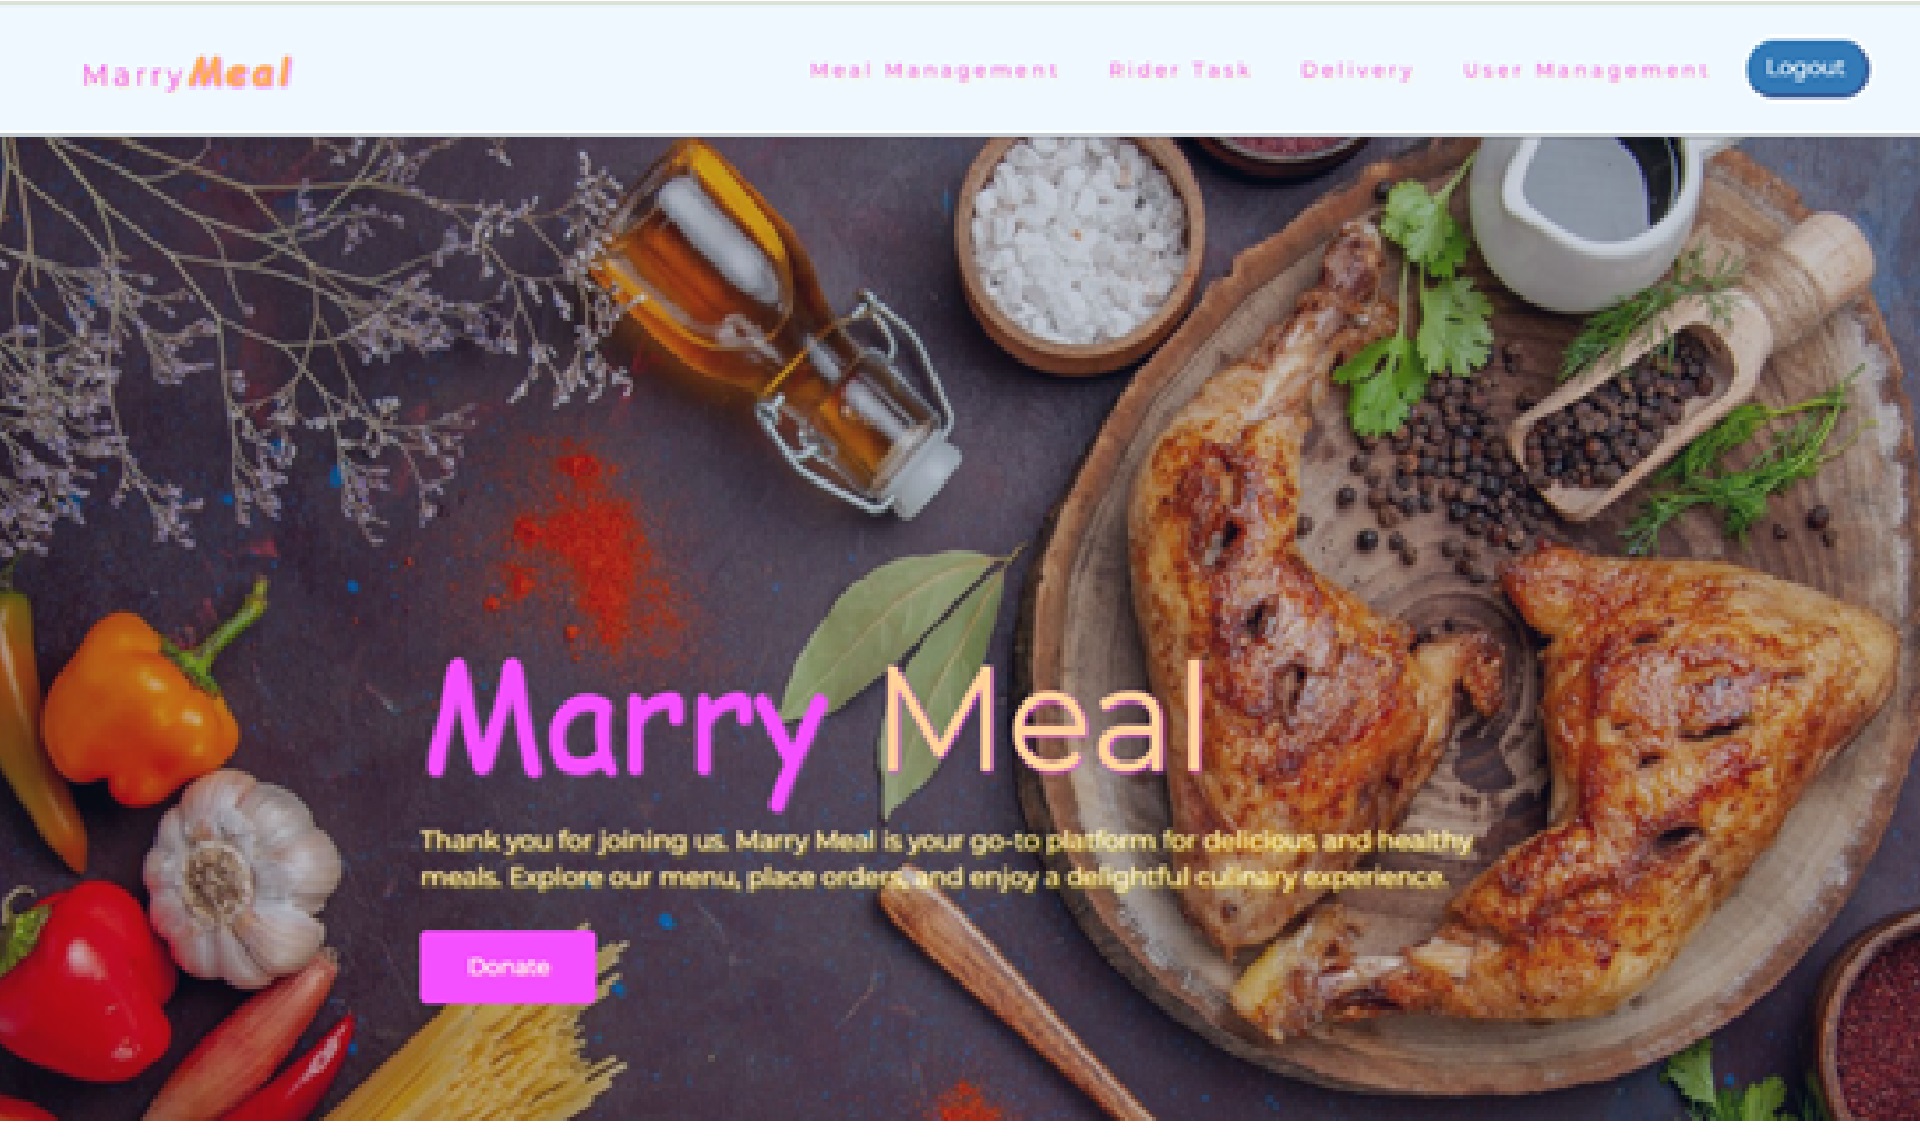 MarryMeal
Meal Management
Rider Task
Delivery
User Management
Logout
Marry Meal
Thank you for joining us. Marry Meal is your go-to platform for delicious and healthy
meals. Explore our menu, place orders, and enjoy a delightful culinary experience.
Donate